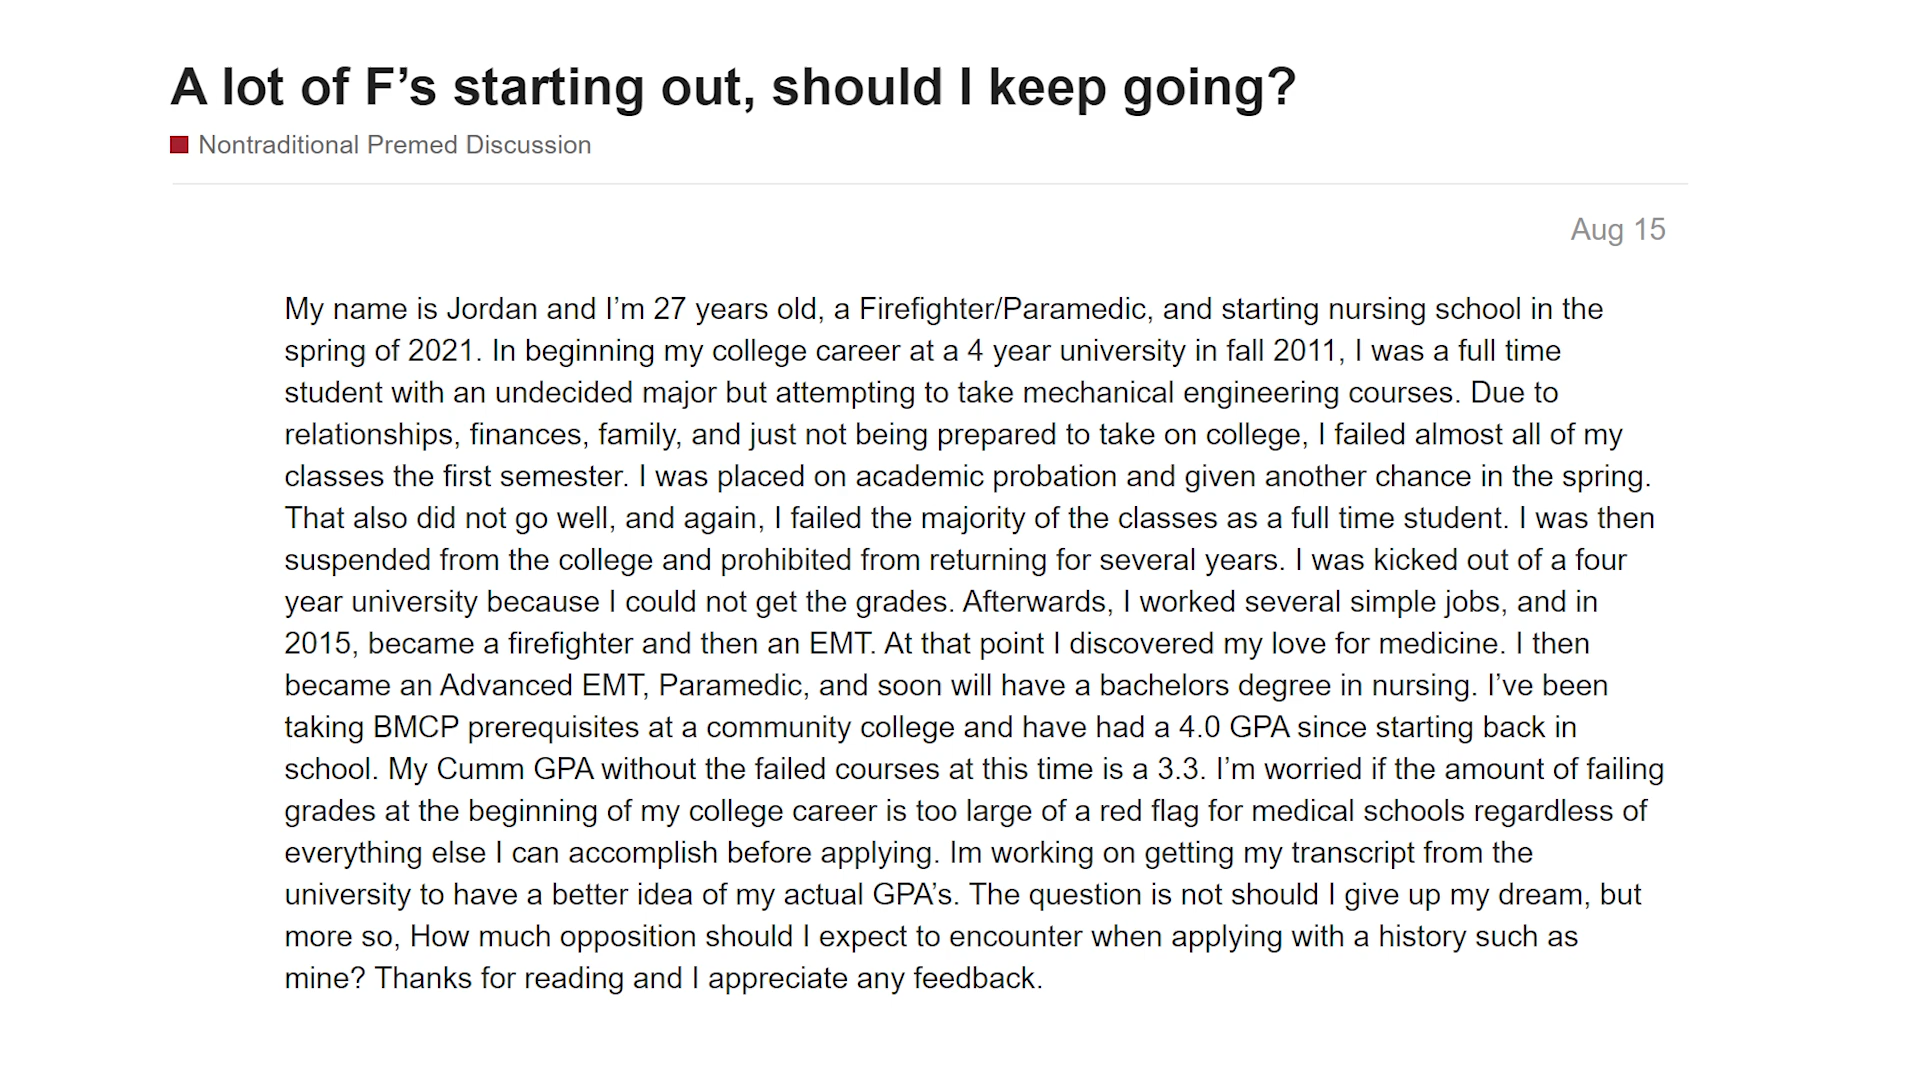 A lot of F’s starting out, should I keep going?
Nontraditional Premed Discussion
Aug 15
My name is Jordan and I’m 27 years old, a Firefighter/Paramedic, and starting nursing school in the
spring of 2021. In beginning my college career at a 4 year university in fall 2011, I was a full time
student with an undecided major but attempting to take mechanical engineering courses. Due to
relationships, finances, family, and just not being prepared to take on college, I failed almost all of my
classes the first semester. I was placed on academic probation and given another chance in the spring.
That also did not go well, and again, I failed the majority of the classes as a full time student. I was then
suspended from the college and prohibited from returning for several years. I was kicked out of a four
year university because I could not get the grades. Afterwards, I worked several simple jobs, and in
2015, became a firefighter and then an EMT. At that point I discovered my love for medicine. I then
became an Advanced EMT, Paramedic, and soon will have a bachelors degree in nursing. I’ve been
taking BMCP prerequisites at a community college and have had a 4.0 GPA since starting back in
school. My Cumm GPA without the failed courses at this time is a 3.3. I’m worried if the amount of failing
grades at the beginning of my college career is too large of a red flag for medical schools regardless of
everything else I can accomplish before applying. Im working on getting my transcript from the
university to have a better idea of my actual GPA’s. The question is not should I give up my dream, but
more so, How much opposition should I expect to encounter when applying with a history such as
mine? Thanks for reading and I appreciate any feedback.